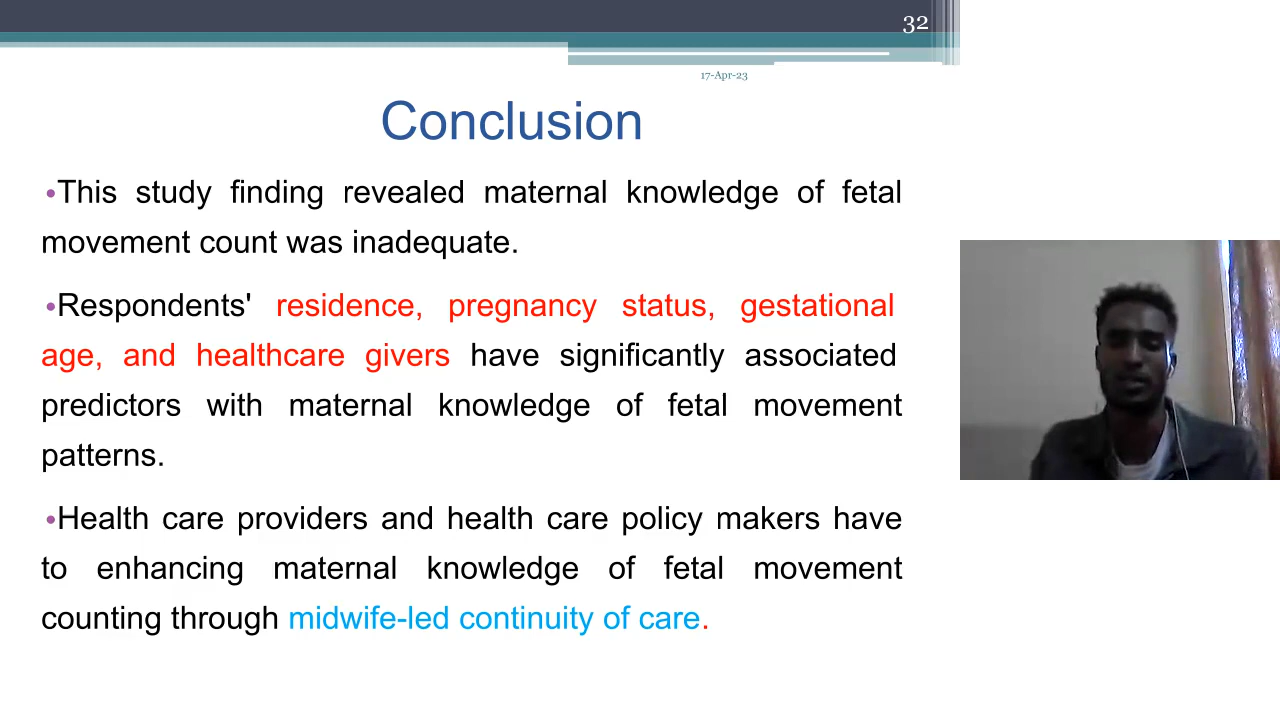 32
17-Apr-23
Conclusion
•This study finding revealed maternal knowledge of fetal
movement count was inadequate.
•Respondents' residence, pregnancy status, gestational
age, and healthcare givers have significantly associated
predictors with maternal knowledge of fetal movement
patterns.
•Health care providers and health care policy makers have
to enhancing maternal knowledge of fetal movement
counting through midwife-led continuity of care.